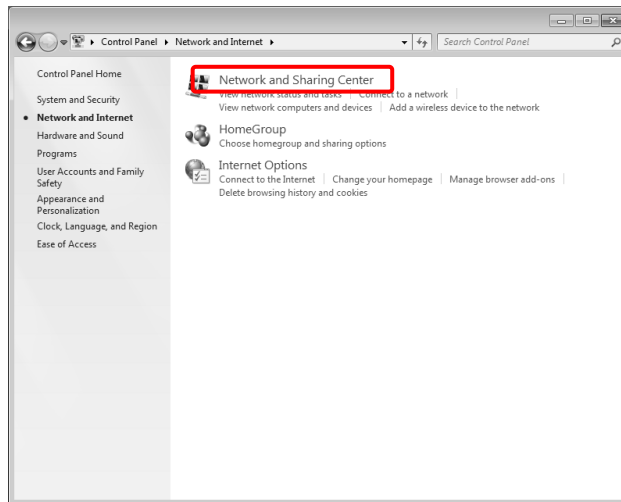 Control Panel ▸ Network and Internet ▸
Search Control Panel
Control Panel Home
System and Security
Network and Internet
Hardware and Sound
Programs
User Accounts and Family
Safety
Appearance and
Personalization
Clock, Language, and Region
Ease of Access
Network and Sharing Center
View network status and tasks | Connect to a network |
View network computers and devices | Add a wireless device to the network
HomeGroup
Choose homegroup and sharing options
Internet Options
Connect to the Internet | Change your homepage | Manage browser add-ons |
Delete browsing history and cookies